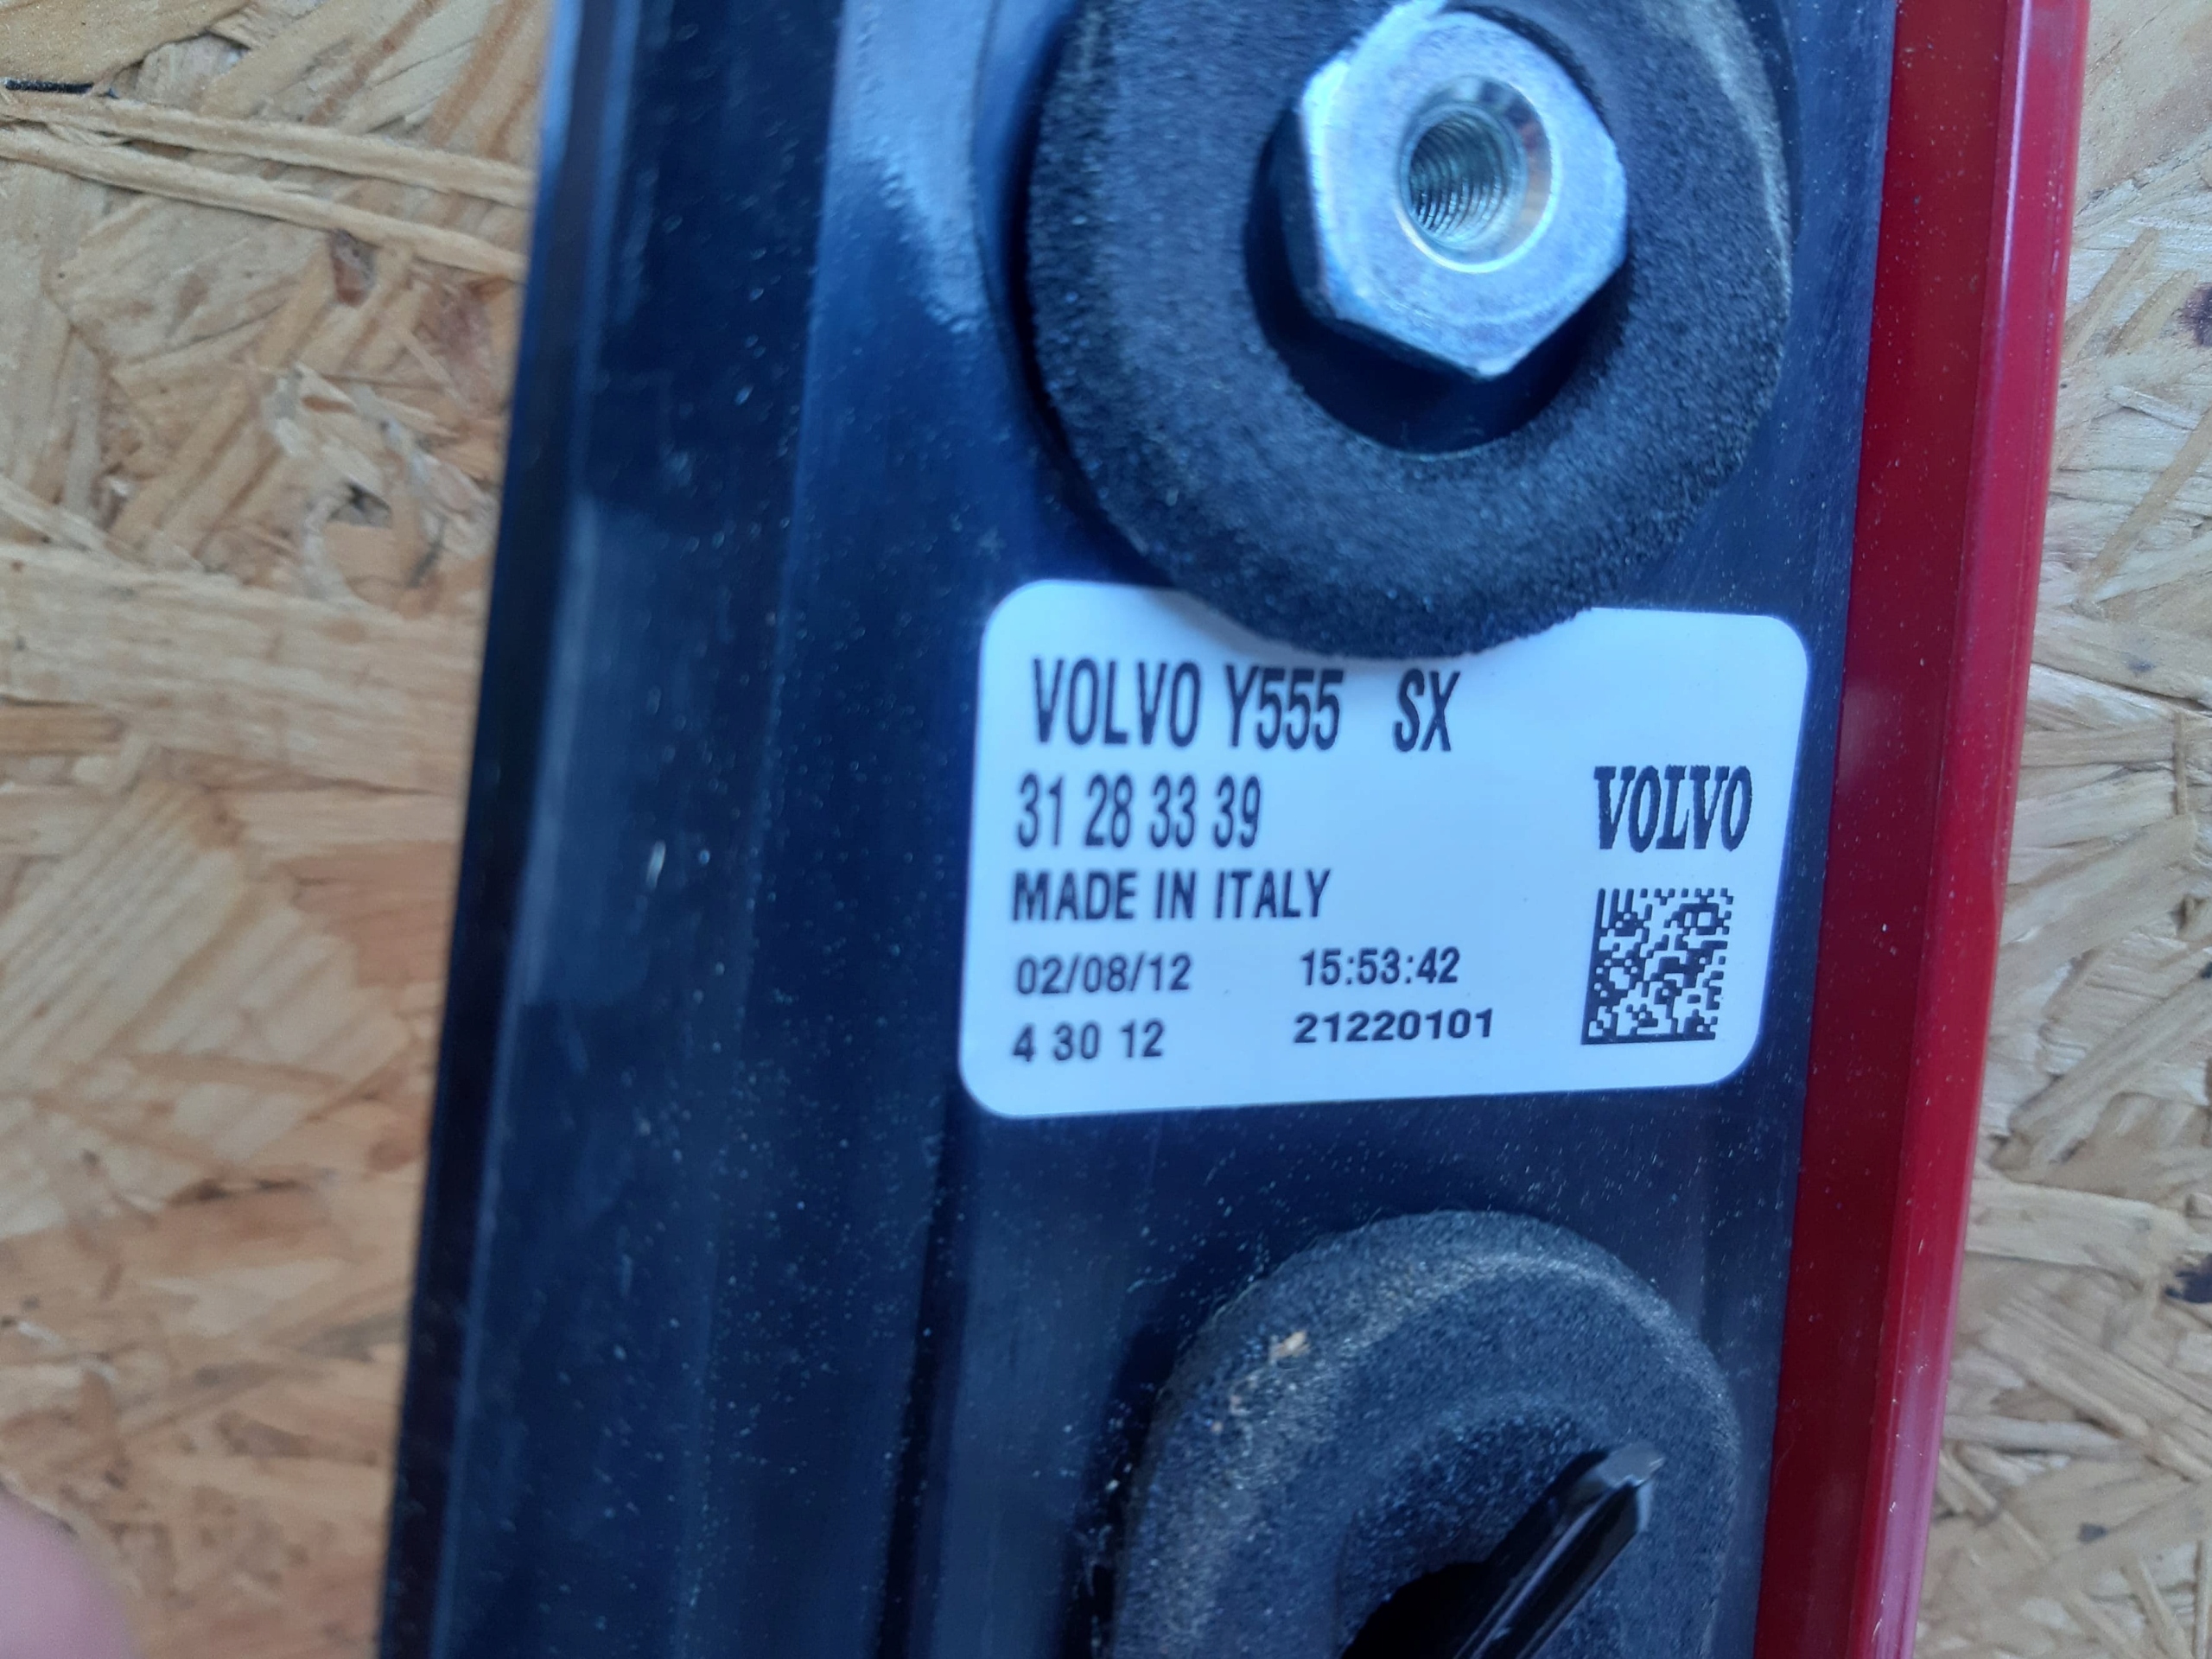 VOLVO Y555 SX
31 28 33 39
VOLVO
MADE IN ITALY
02/08/12 15:53:42
4 30 12 21220101